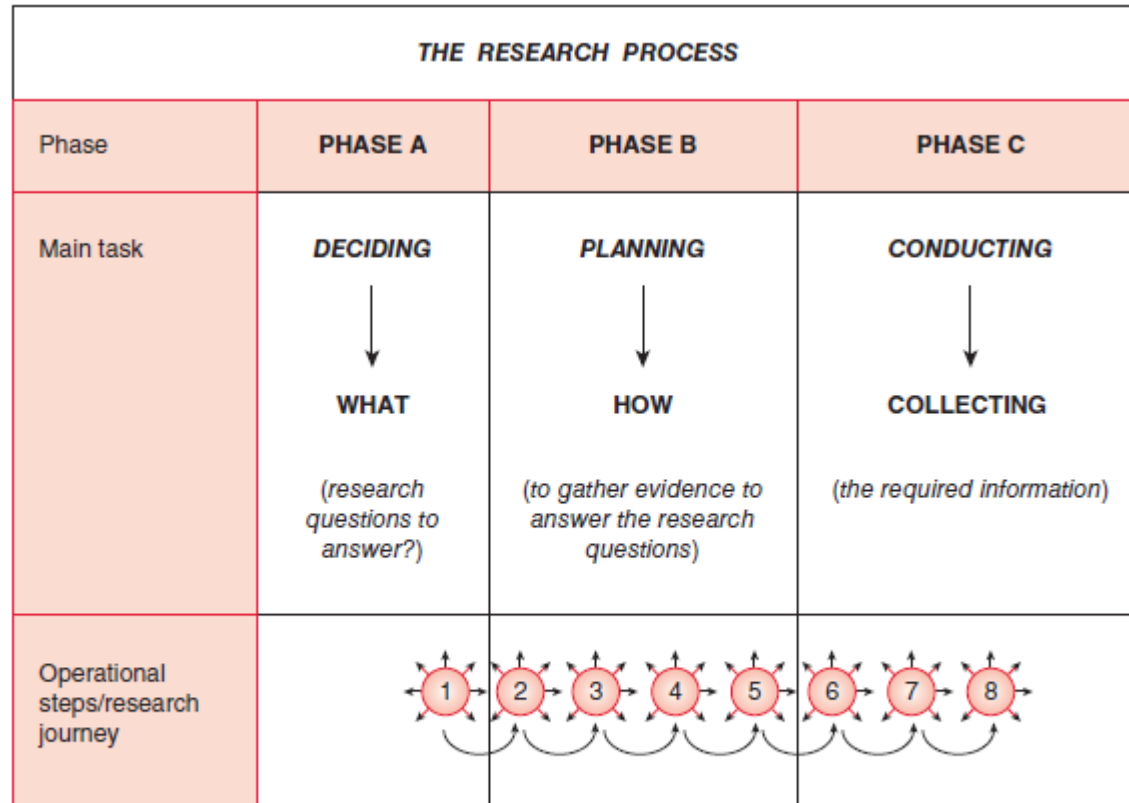 THE RESEARCH PROCESS
Phase
PHASE A
PHASE B
PHASE C
Main task
DECIDING
PLANNING
CONDUCTING
WHAT
HOW
COLLECTING
(research
questions to
answer?)
(to gather evidence to
answer the research
questions)
(the required information)
Operational
steps/research
journey
1 2 3 4 5 6 7 8